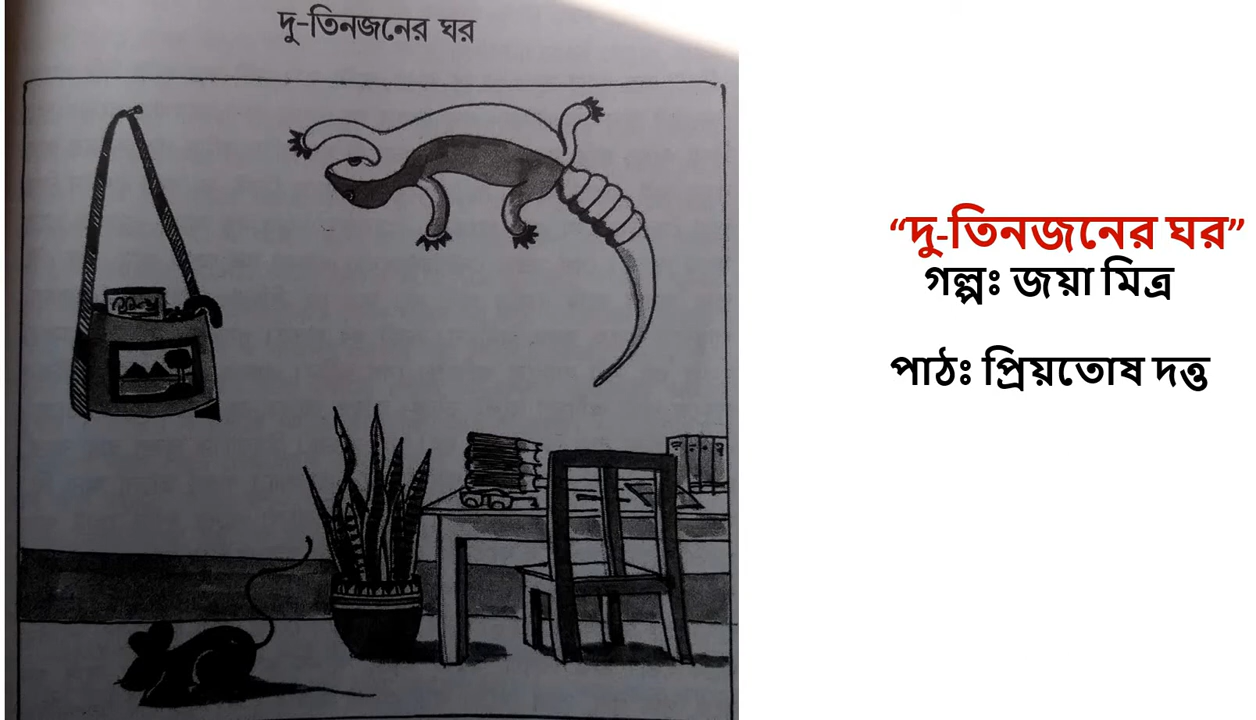 দু-তিনজনের ঘর
“দু-তিনজনের ঘর”
গল্পঃ জয়া মিত্র
পাঠঃ প্রিয়তোষ দত্ত